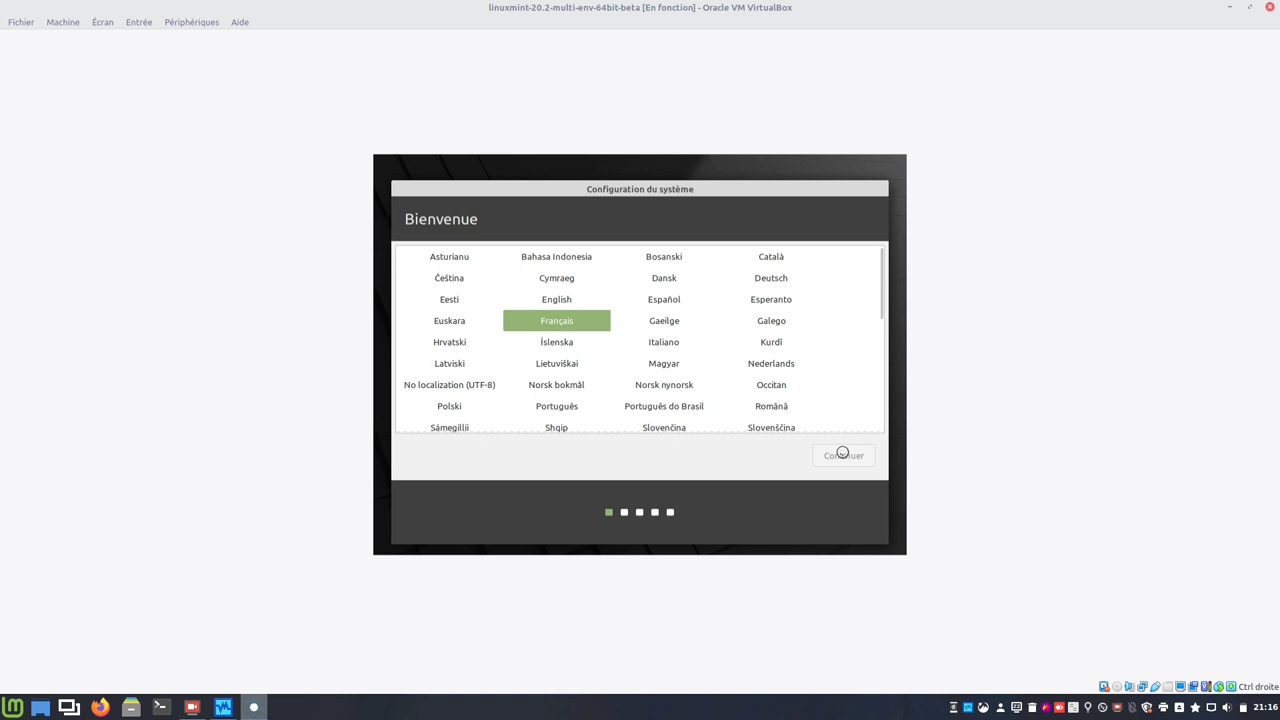 linuxmint-20.2-multi-env-64bit-beta [En fonction] - Oracle VM VirtualBox
Fichier Machine Écran Entrée Périphériques Aide
Configuration du système
Bienvenue
Asturianu Bahasa Indonesia Bosanski Català
Čeština Cymraeg Dansk Deutsch
Eesti English Español Esperanto
Euskara Français Gaeilge Galego
Hrvatski Íslenska Italiano Kurdî
Latviski Lietuviškai Magyar Nederlands
No localization (UTF-8) Norsk bokmål Norsk nynorsk Occitan
Polski Português Português do Brasil Română
Sámegillii Shqip Slovenčina Slovenščina
Continuer
Ctrl droite
21:16